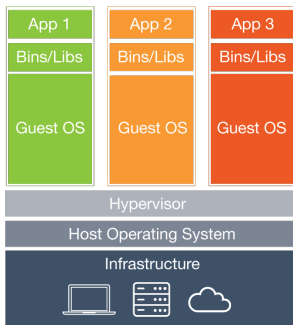 App 1
App 2
App 3
Bins/Libs
Bins/Libs
Bins/Libs
Guest OS
Guest OS
Guest OS
Hypervisor
Host Operating System
Infrastructure